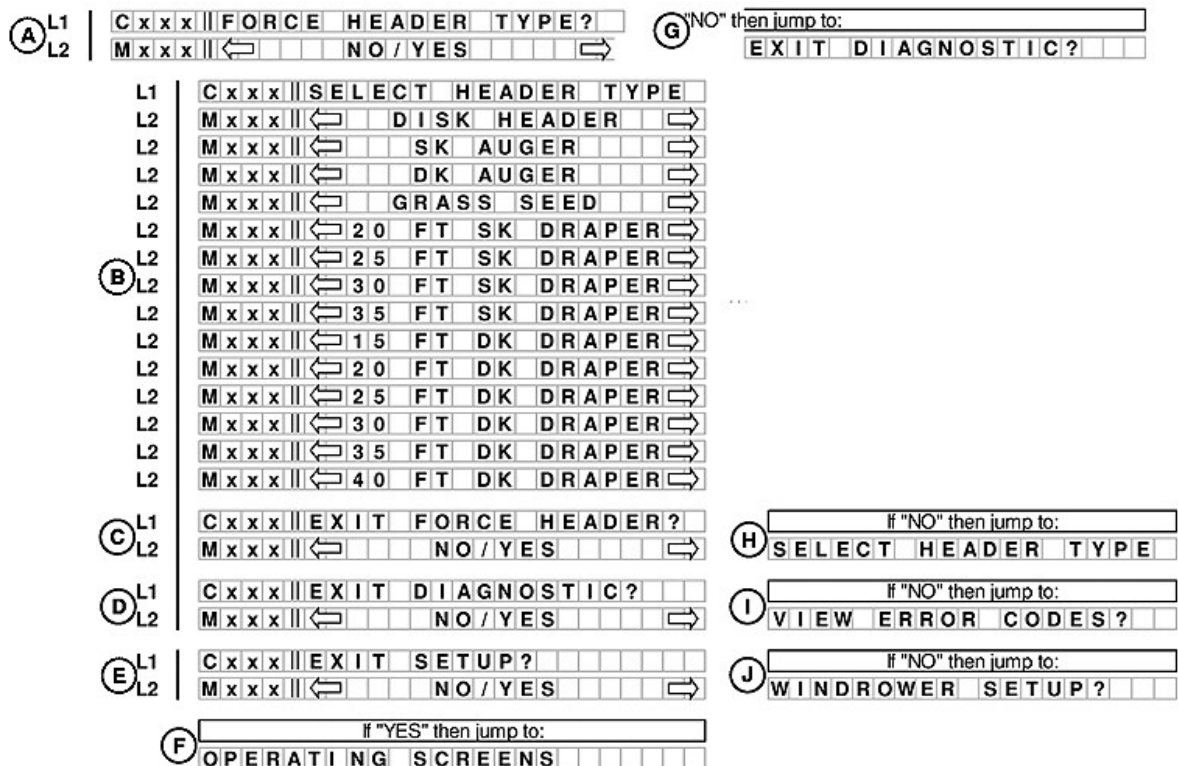 A L1 Cxxx||FORCE HEADER TYPE? G "NO" then jump to:
L2 Mxxx|| NO/YES EXIT DIAGNOSTIC?
L1 Cxxx||SELECT HEADER TYPE
L2 Mxxx|| DISK HEADER
L2 Mxxx|| SK AUGER
L2 Mxxx|| DK AUGER
L2 Mxxx|| GRASS SEED
L2 Mxxx|| 20 FT SK DRAPER
L2 Mxxx|| 25 FT SK DRAPER
B L2 Mxxx|| 30 FT SK DRAPER
L2 Mxxx|| 35 FT SK DRAPER
L2 Mxxx|| 15 FT DK DRAPER
L2 Mxxx|| 20 FT DK DRAPER
L2 Mxxx|| 25 FT DK DRAPER
L2 Mxxx|| 30 FT DK DRAPER
L2 Mxxx|| 35 FT DK DRAPER
L2 Mxxx|| 40 FT DK DRAPER
C L1 Cxxx||EXIT FORCE HEADER? H If "NO" then jump to:
L2 Mxxx|| NO/YES SELECT HEADER TYPE
D L1 Cxxx||EXIT DIAGNOSTIC? I If "NO" then jump to:
L2 Mxxx|| NO/YES VIEW ERROR CODES?
E L1 Cxxx||EXIT SETUP? J If "NO" then jump to:
L2 Mxxx|| NO/YES WINDROWER SETUP?
F If "YES" then jump to:
OPERATING SCREENS